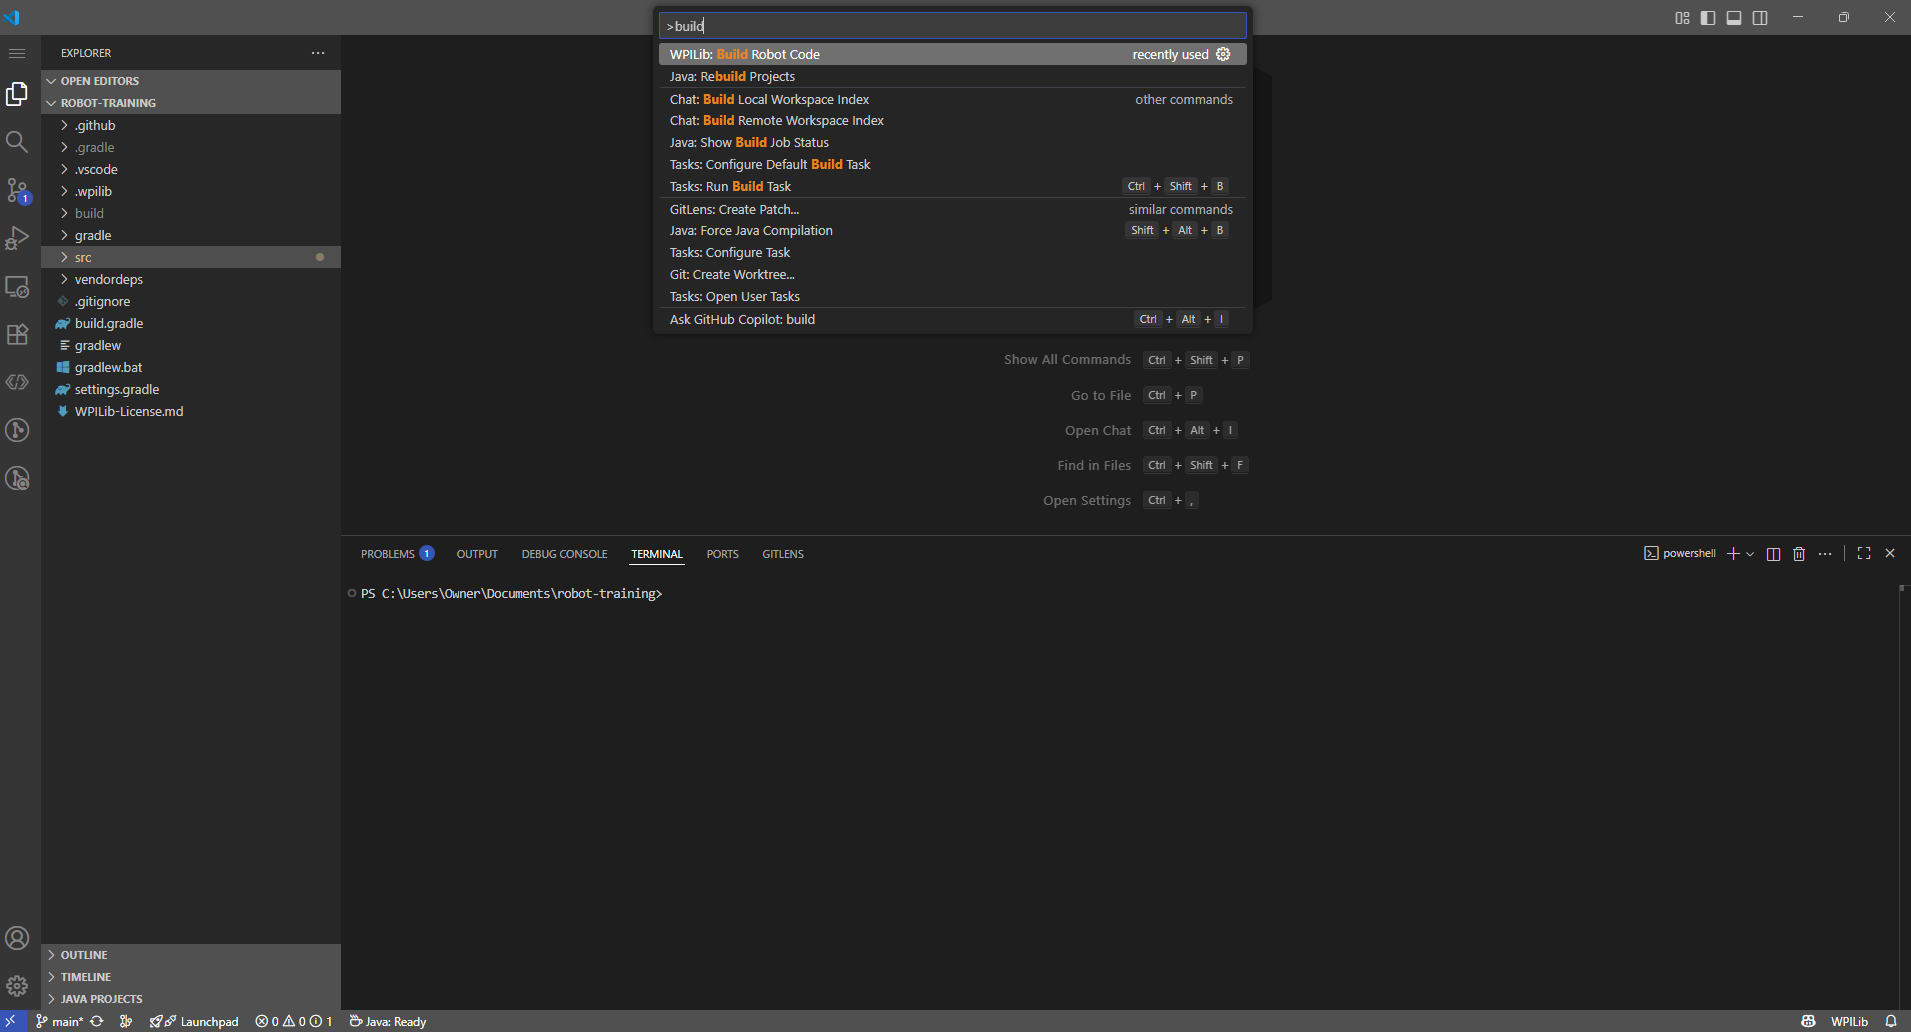 >build
WPILib: Build Robot Code recently used
Java: Rebuild Projects
Chat: Build Local Workspace Index other commands
Chat: Build Remote Workspace Index
Java: Show Build Job Status
Tasks: Configure Default Build Task
Tasks: Run Build Task Ctrl + Shift + B
GitLens: Create Patch... similar commands
Java: Force Java Compilation Shift + Alt + B
Tasks: Configure Task
Git: Create Worktree...
Tasks: Open User Tasks
Ask GitHub Copilot: build Ctrl + Alt + I
EXPLORER
OPEN EDITORS
ROBOT-TRAINING
.github
.gradle
.vscode
.wpilib
build
gradle
src
vendordeps
.gitignore
build.gradle
gradlew
gradlew.bat
settings.gradle
WPILib-License.md
1
Show All Commands Ctrl + Shift + P
Go to File Ctrl + P
Open Chat Ctrl + Alt + I
Find in Files Ctrl + Shift + F
Open Settings Ctrl + ,
PROBLEMS 1 OUTPUT DEBUG CONSOLE TERMINAL PORTS GITLENS powershell
PS C:\Users\Owner\Documents\robot-training>
OUTLINE
TIMELINE
JAVA PROJECTS
main* Launchpad 0 0 1 Java: Ready WPILib